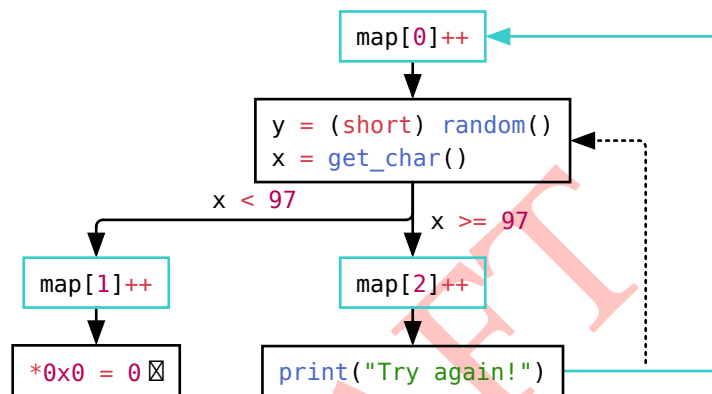 map[0]++
y = (short) random()
x = get_char()
x < 97
x >= 97
map[1]++
map[2]++
*0x0 = 0
print("Try again!")